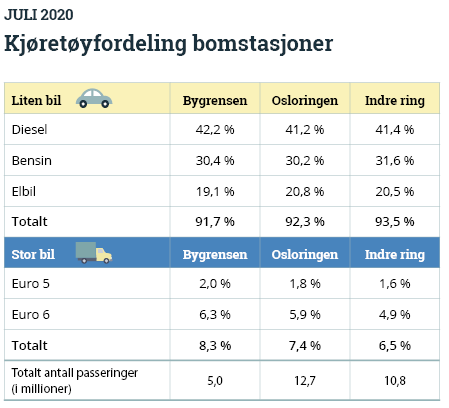 JULI 2020
Kjøretøyfordeling bomstasjoner
Liten bil Bygrensen Osloringen Indre ring
Diesel 42,2 % 41,2 % 41,4 %
Bensin 30,4 % 30,2 % 31,6 %
Elbil 19,1 % 20,8 % 20,5 %
Totalt 91,7 % 92,3 % 93,5 %
Stor bil Bygrensen Osloringen Indre ring
Euro 5 2,0 % 1,8 % 1,6 %
Euro 6 6,3 % 5,9 % 4,9 %
Totalt 8,3 % 7,4 % 6,5 %
Totalt antall passeringer
(i millioner) 5,0 12,7 10,8